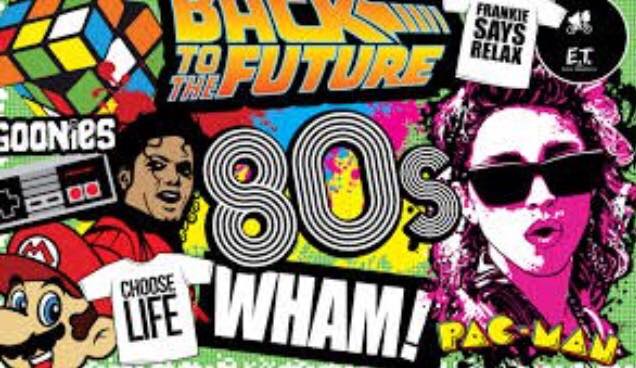 BACK
TO
THE FUTURE
FRANKIE
SAYS
RELAX
E.T.
GOONIES
80s
CHOOSE
LIFE
WHAM!
PAC-MAN
M